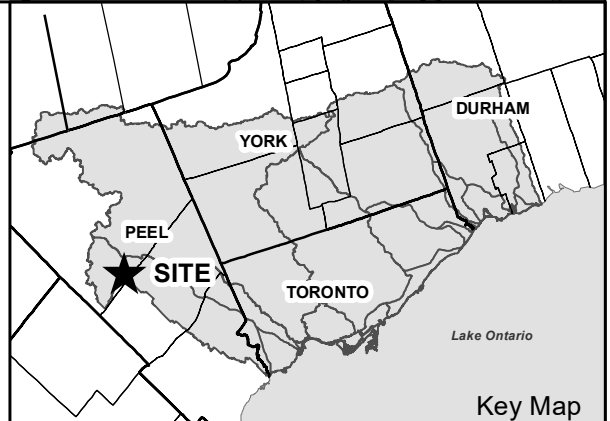 DURHAM
YORK
PEEL
SITE
TORONTO
Lake Ontario
Key Map